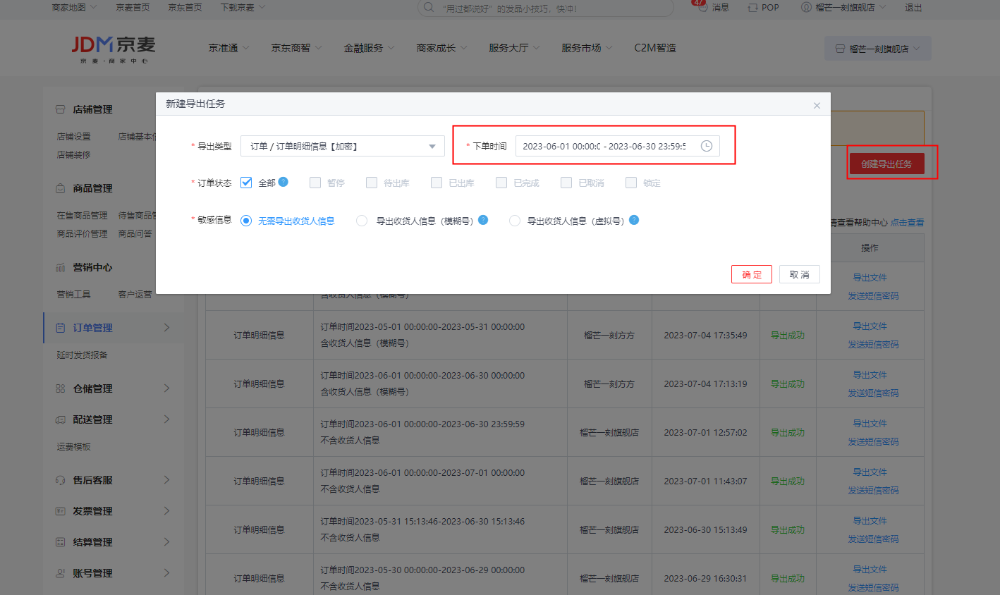 商家地图 京麦首页 京东首页 下载京麦 "用过都说好" 的发品小技巧，快冲！ 47 消息 POP 榴芒一刻旗舰店 退出
JDM京麦
京麦·商家中心
京准通 京东商智 金融服务 商家成长 服务大厅 服务市场 C2M智造 榴芒一刻旗舰店
新建导出任务
* 导出类型 订单 / 订单明细信息【加密】 * 下单时间 2023-06-01 00:00:0 - 2023-06-30 23:59:5
* 订单状态 全部 ? 暂停 待出库 已出库 已完成 已取消 锁定
* 敏感信息 无需导出收货人信息 导出收货人信息（模糊号） ? 导出收货人信息（虚拟号） ?
确 定 取 消
创建导出任务
请查看帮助中心 点击查看
店铺管理
店铺设置 店铺基本信
店铺装修
商品管理
在售商品管理 待售商品管
商品评价管理 商品问答
营销中心
营销工具 客户运营
订单管理
延时发货报备
仓储管理
配送管理
运费模板
售后客服
发票管理
结算管理
账号管理
操作
含收货人信息（模糊号） 导出文件
发送短信密码
订单明细信息 订单时间2023-05-01 00:00:00-2023-05-31 00:00:00
含收货人信息（模糊号） 榴芒一刻方方 2023-07-04 17:35:49 导出成功 导出文件
发送短信密码
订单明细信息 订单时间2023-06-01 00:00:00-2023-06-30 00:00:00
含收货人信息（模糊号） 榴芒一刻方方 2023-07-04 17:13:19 导出成功 导出文件
发送短信密码
订单明细信息 订单时间2023-06-01 00:00:00-2023-06-30 23:59:59
不含收货人信息 榴芒一刻旗舰店 2023-07-01 12:57:02 导出成功 导出文件
发送短信密码
订单明细信息 订单时间2023-06-01 00:00:00-2023-07-01 00:00:00
不含收货人信息 榴芒一刻旗舰店 2023-07-01 11:43:07 导出成功 导出文件
发送短信密码
订单明细信息 订单时间2023-05-31 15:13:46-2023-06-30 15:13:46
不含收货人信息 榴芒一刻旗舰店 2023-06-30 15:13:49 导出成功 导出文件
发送短信密码
订单明细信息 订单时间2023-05-30 00:00:00-2023-06-29 00:00:00
不含收货人信息 榴芒一刻旗舰店 2023-06-29 16:30:31 导出成功 导出文件
发送短信密码